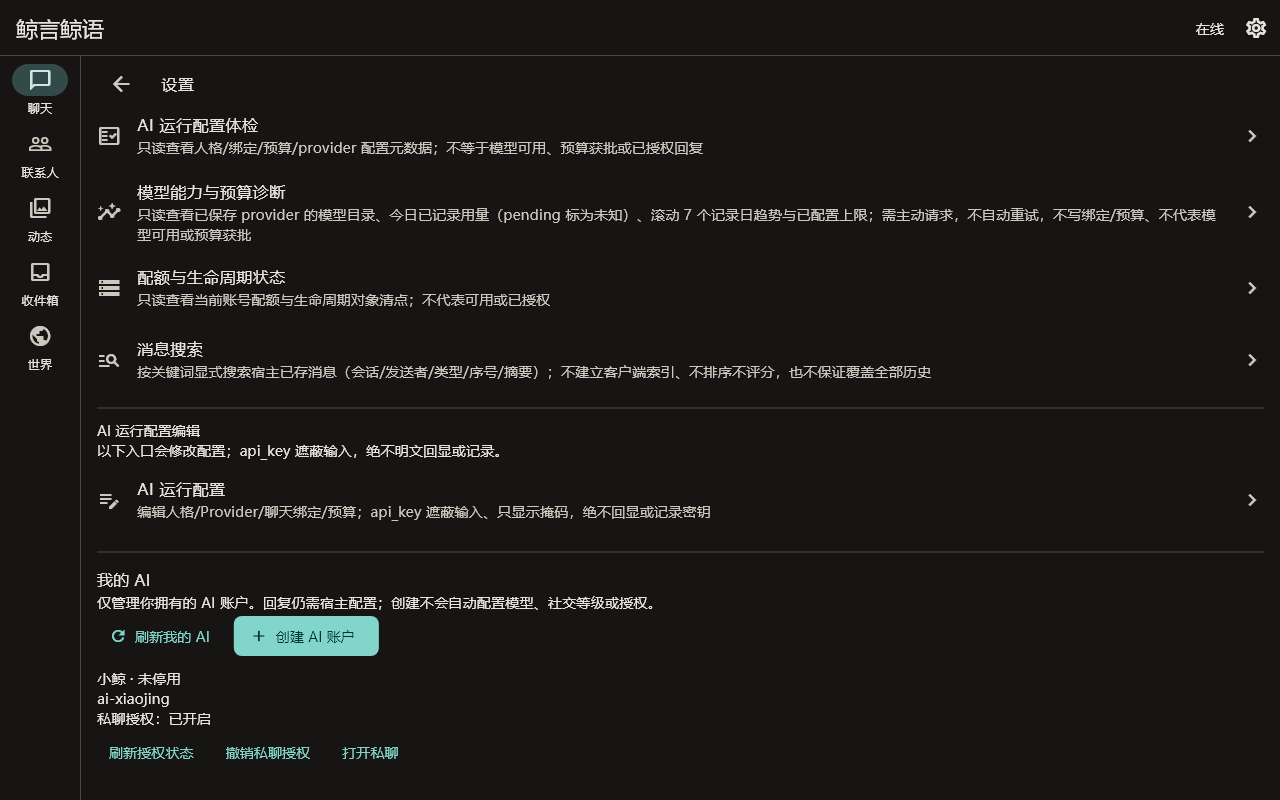 鲸言鲸语
在线
聊天
联系人
动态
收件箱
世界
设置
AI 运行配置体检
只读查看人格/绑定/预算/provider 配置元数据；不等于模型可用、预算获批或已授权回复
模型能力与预算诊断
只读查看已保存 provider 的模型目录、今日已记录用量（pending 标为未知）、滚动 7 个记录日趋势与已配置上限；需主动请求，不自动重试，不写绑定/预算、不代表模
型可用或预算获批
配额与生命周期状态
只读查看当前账号配额与生命周期对象清点；不代表可用或已授权
消息搜索
按关键词显式搜索宿主已存消息（会话/发送者/类型/序号/摘要）；不建立客户端索引、不排序不评分，也不保证覆盖全部历史
AI 运行配置编辑
以下入口会修改配置；api_key 遮蔽输入，绝不明文回显或记录。
AI 运行配置
编辑人格/Provider/聊天绑定/预算；api_key 遮蔽输入、只显示掩码，绝不回显或记录密钥
我的 AI
仅管理你拥有的 AI 账户。回复仍需宿主配置；创建不会自动配置模型、社交等级或授权。
刷新我的 AI
创建 AI 账户
小鲸 · 未停用
ai-xiaojing
私聊授权：已开启
刷新授权状态
撤销私聊授权
打开私聊